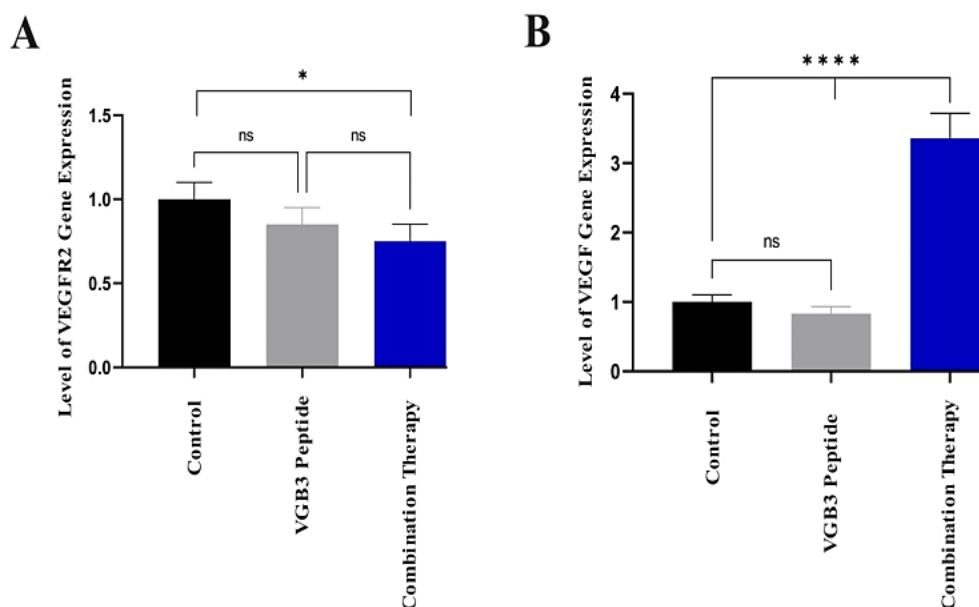 A
Level of VEGFR2 Gene Expression
1.5
1.0
0.5
0.0
*
ns
ns
Control
VGB3 Peptide
Combination Therapy
B
Level of VEGF Gene Expression
4
3
2
1
0
****
ns
Control
VGB3 Peptide
Combination Therapy